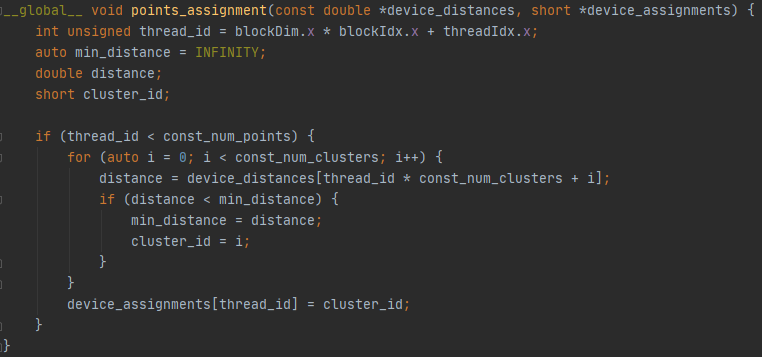 __global__ void points_assignment(const double *device_distances, short *device_assignments) {
    int unsigned thread_id = blockDim.x * blockIdx.x + threadIdx.x;
    auto min_distance = INFINITY;
    double distance;
    short cluster_id;

    if (thread_id < const_num_points) {
        for (auto i = 0; i < const_num_clusters; i++) {
            distance = device_distances[thread_id * const_num_clusters + i];
            if (distance < min_distance) {
                min_distance = distance;
                cluster_id = i;
            }
        }
        device_assignments[thread_id] = cluster_id;
    }
}